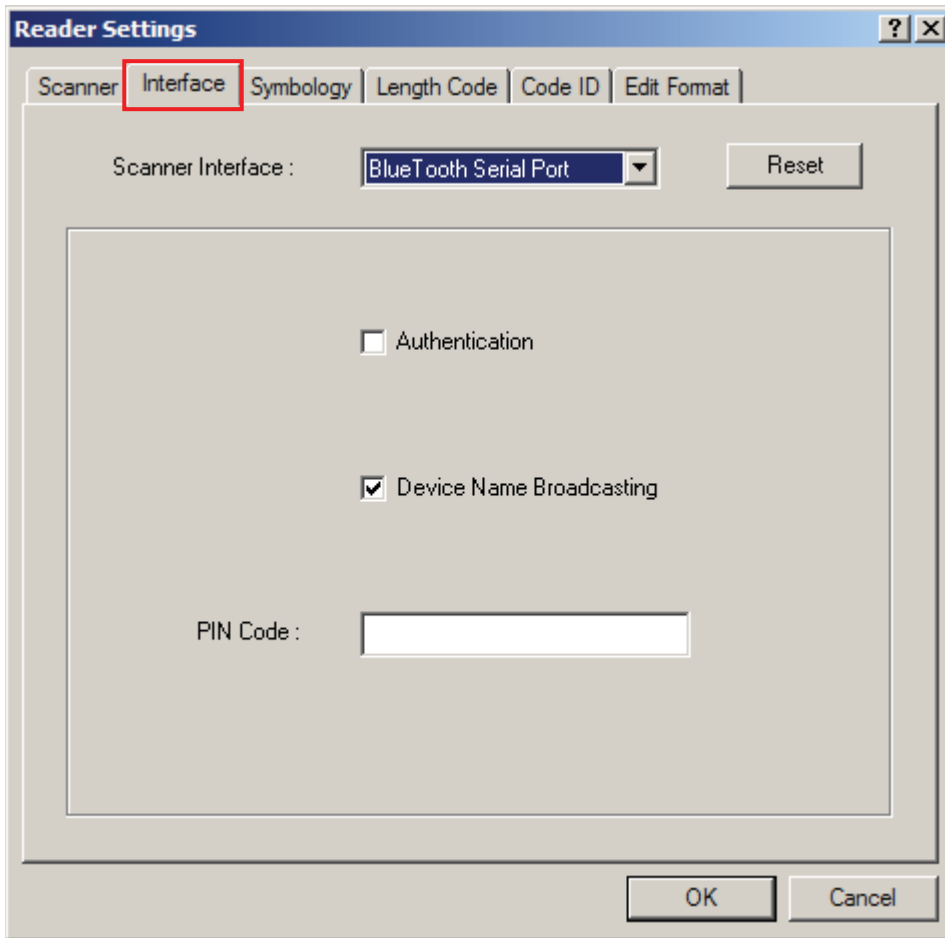 Reader Settings
?
Scanner Interface Symbology Length Code Code ID Edit Format
Scanner Interface : BlueTooth Serial Port Reset
Authentication
Device Name Broadcasting
PIN Code :
OK Cancel